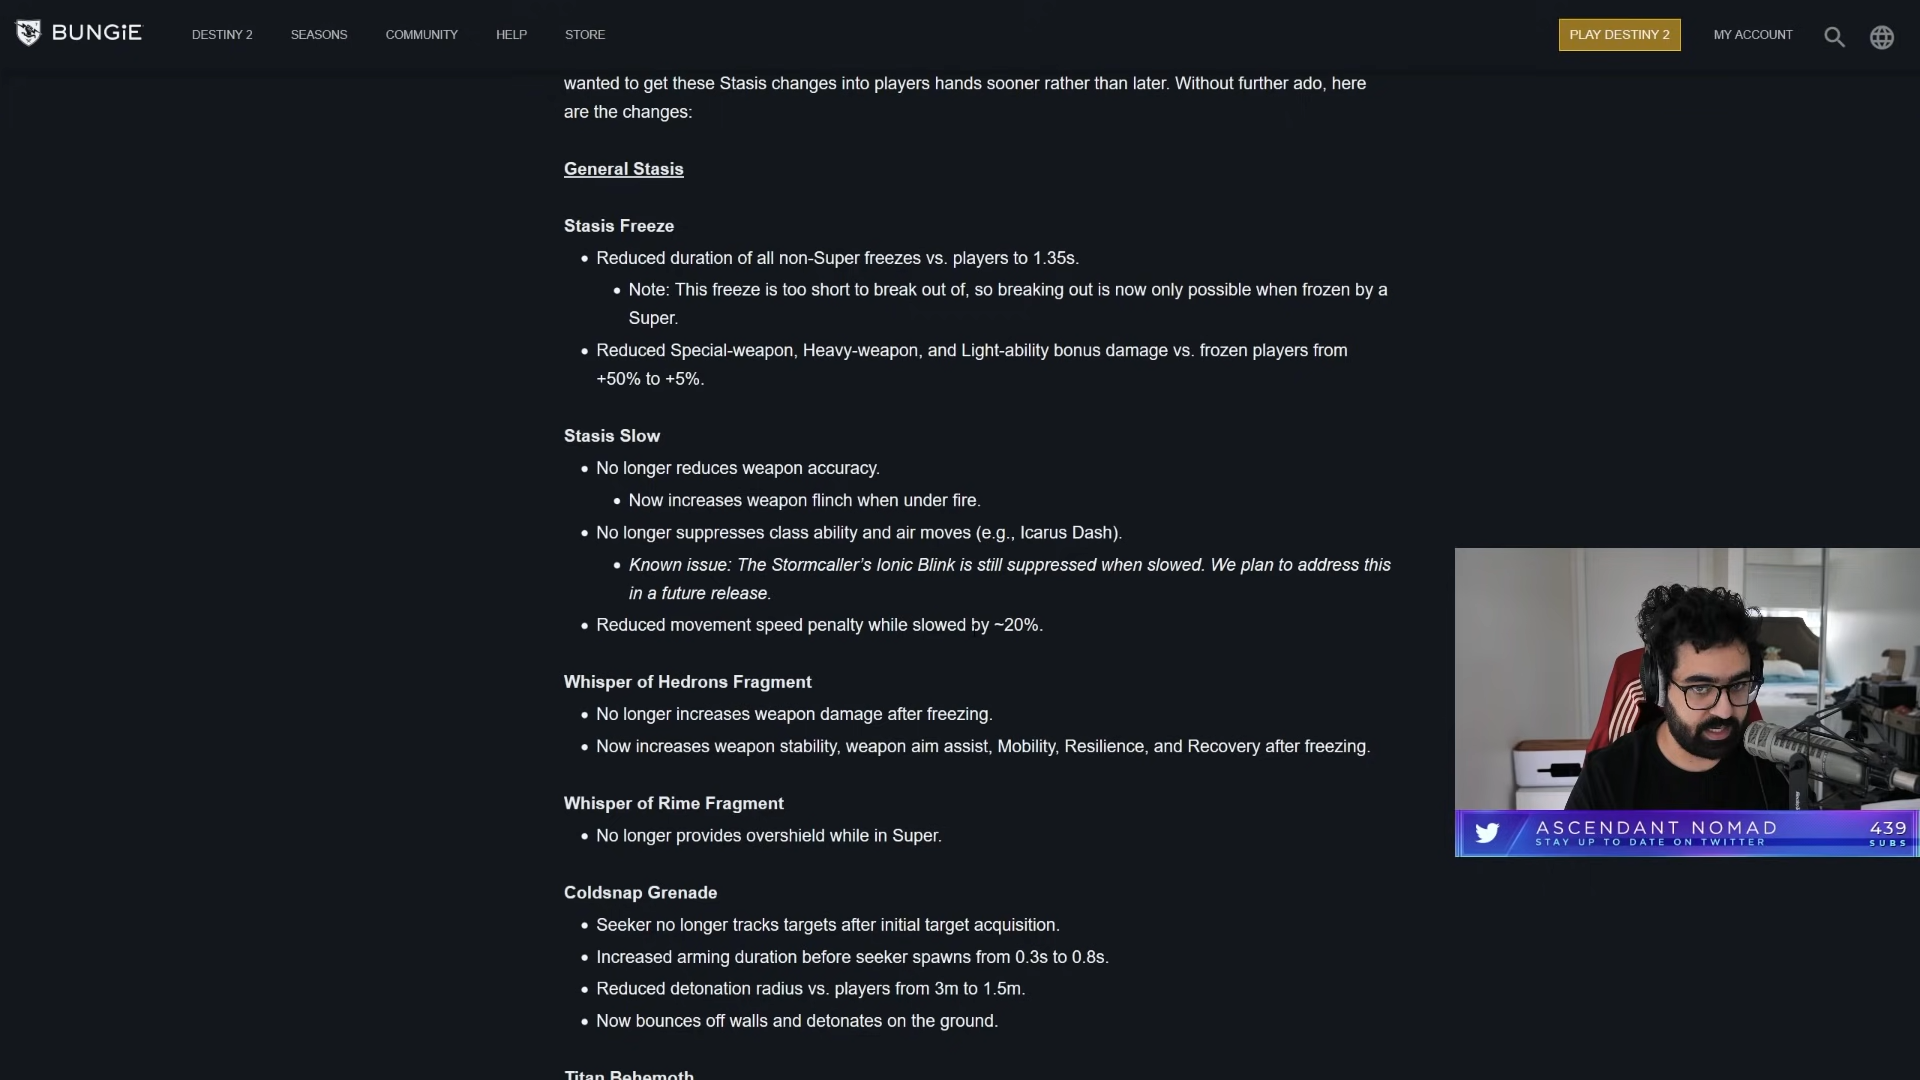 BUNGiE
DESTINY 2
SEASONS
COMMUNITY
HELP
STORE
PLAY DESTINY 2
MY ACCOUNT
wanted to get these Stasis changes into players hands sooner rather than later. Without further ado, here
are the changes:
General Stasis
Stasis Freeze
• Reduced duration of all non-Super freezes vs. players to 1.35s.
• Note: This freeze is too short to break out of, so breaking out is now only possible when frozen by a
Super.
• Reduced Special-weapon, Heavy-weapon, and Light-ability bonus damage vs. frozen players from
+50% to +5%.
Stasis Slow
• No longer reduces weapon accuracy.
• Now increases weapon flinch when under fire.
• No longer suppresses class ability and air moves (e.g., Icarus Dash).
• Known issue: The Stormcaller's Ionic Blink is still suppressed when slowed. We plan to address this
in a future release.
• Reduced movement speed penalty while slowed by ~20%.
Whisper of Hedrons Fragment
• No longer increases weapon damage after freezing.
• Now increases weapon stability, weapon aim assist, Mobility, Resilience, and Recovery after freezing.
Whisper of Rime Fragment
• No longer provides overshield while in Super.
Coldsnap Grenade
• Seeker no longer tracks targets after initial target acquisition.
• Increased arming duration before seeker spawns from 0.3s to 0.8s.
• Reduced detonation radius vs. players from 3m to 1.5m.
• Now bounces off walls and detonates on the ground.
Titan Behemoth
ASCENDANT NOMAD
STAY UP TO DATE ON TWITTER
439
SUBS